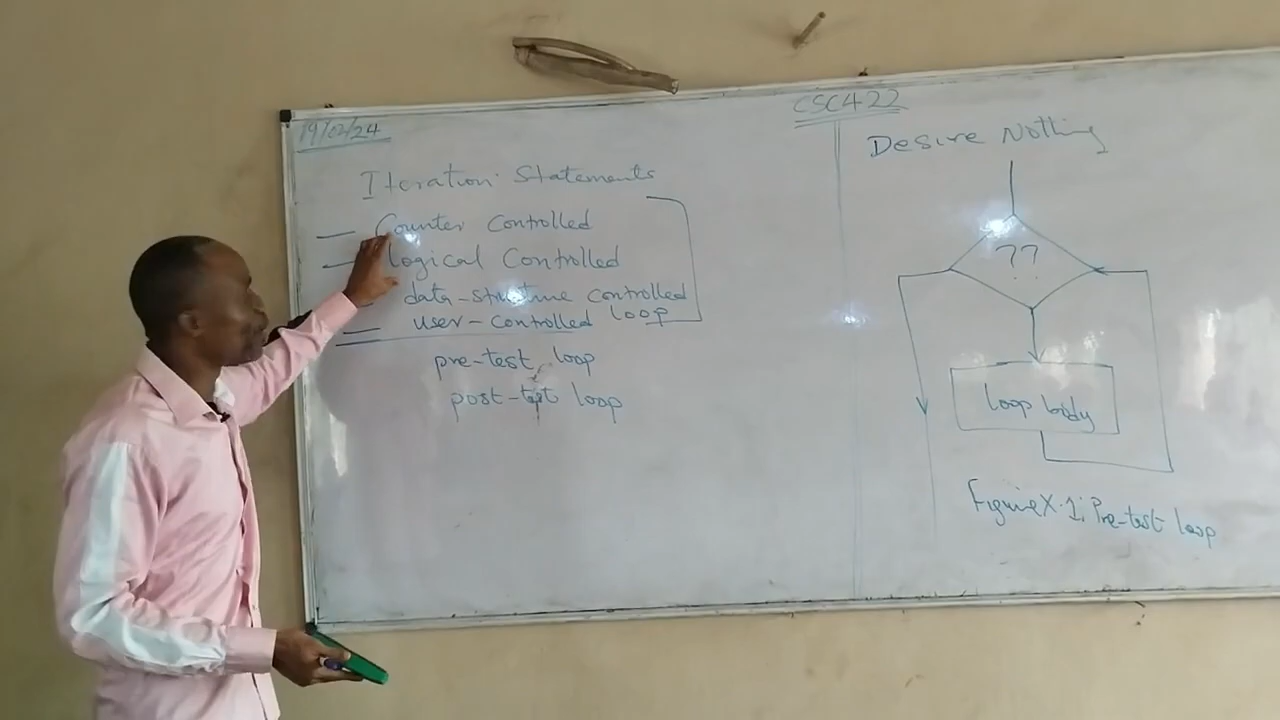 19/02/24
CSC422
Iteration Statements
— Counter Controlled
— Logical Controlled
— data-structure controlled
— user-controlled loop
pre-test loop
post-test loop
Desire Nothing
??
Loop body
Figure X.1: Pre-test loop